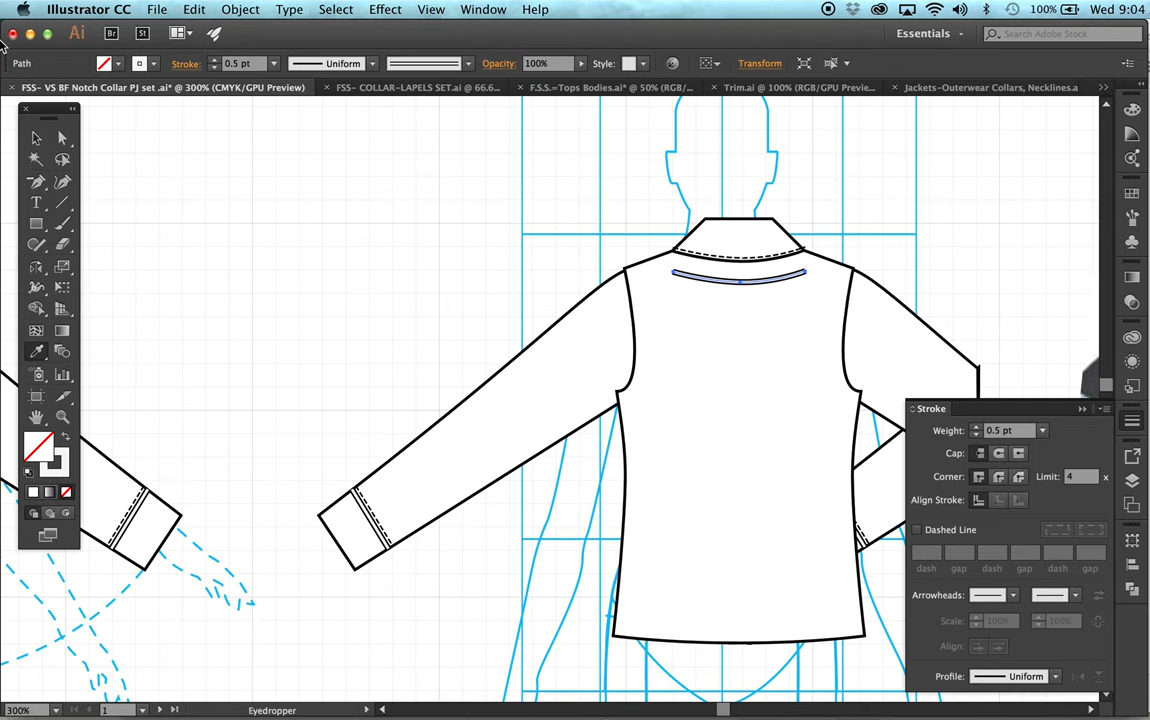 Illustrator CC File Edit Object Type Select Effect View Window Help 100% Wed 9:04
Ai Br St Essentials Search Adobe Stock
Path Stroke: 0.5 pt Uniform Opacity: 100% Style: Transform
× FSS- VS BF Notch Collar PJ set .ai* @ 300% (CMYK/GPU Preview) × FSS- COLLAR-LAPELS SET.ai @ 66.6... × F.S.S.=Tops Bodies.ai* @ 50% (RGB/... × Trim.ai @ 100% (RGB/GPU Previe... × Jackets-Outerwear Collars, Necklines.a
T
Stroke
Weight: 0.5 pt
Cap:
Corner: Limit: 4 x
Align Stroke:
Dashed Line
dash gap dash gap dash gap
Arrowheads:
Scale: 100% 100%
Align:
Profile: Uniform
300% 1 Eyedropper